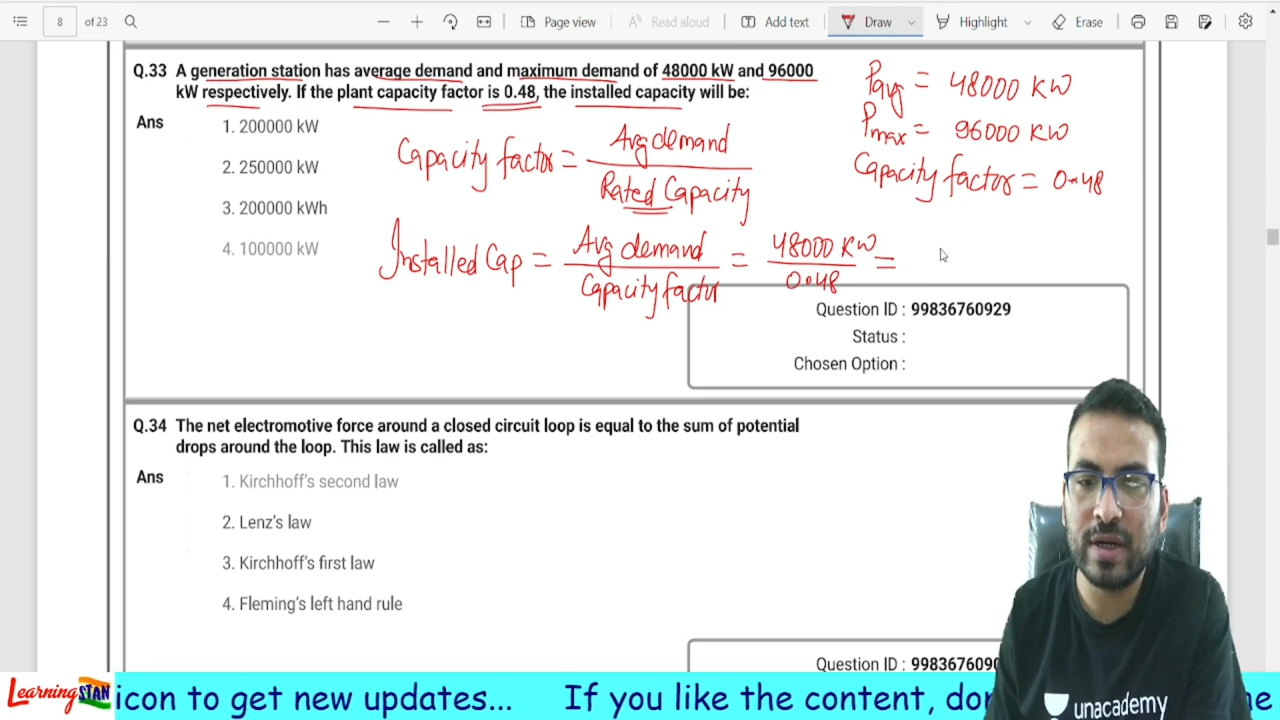 8 of 23
Page view
Read aloud
Add text
Draw
Highlight
Erase
Q.33 A generation station has average demand and maximum demand of 48000 kW and 96000
kW respectively. If the plant capacity factor is 0.48, the installed capacity will be:
Ans
1. 200000 kW
2. 250000 kW
3. 200000 kWh
4. 100000 kW
Pavg = 48000 KW
Pmax = 96000 KW
Capacity factor = 0.48
Capacity factor = Avg demand
Rated Capacity
Installed Cap = Avg demand = 48000 KW =
Capacity factor 0.48
Question ID : 99836760929
Status :
Chosen Option :
Q.34 The net electromotive force around a closed circuit loop is equal to the sum of potential
drops around the loop. This law is called as:
Ans
1. Kirchhoff's second law
2. Lenz's law
3. Kirchhoff's first law
4. Fleming's left hand rule
Question ID :
Learning STAN
icon to get new updates... If you like the content,
unacademy